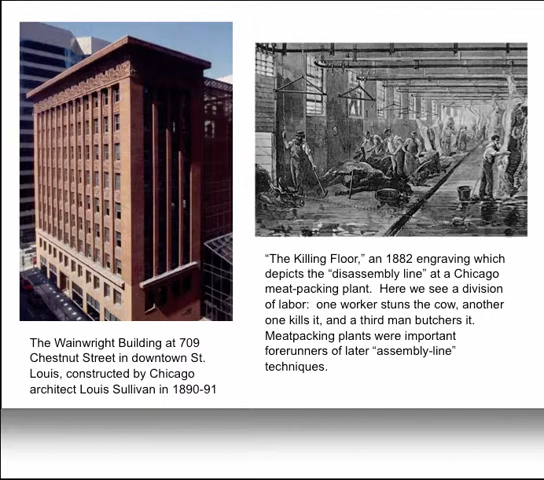 The Wainwright Building at 709
Chestnut Street in downtown St.
Louis, constructed by Chicago
architect Louis Sullivan in 1890-91
“The Killing Floor,” an 1882 engraving which
depicts the “disassembly line” at a Chicago
meat-packing plant.  Here we see a division
of labor:  one worker stuns the cow, another
one kills it, and a third man butchers it.
Meatpacking plants were important
forerunners of later “assembly-line”
techniques.